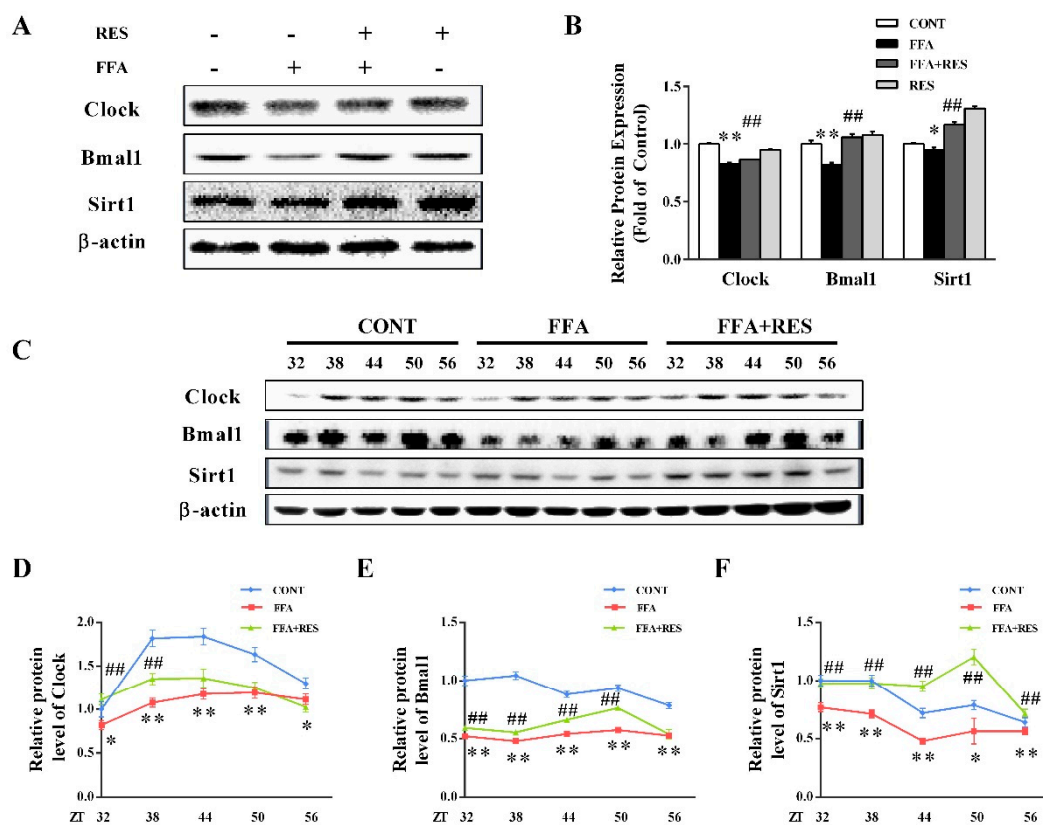 A
RES - - + +
FFA - + + -
Clock
Bmal1
Sirt1
β-actin
B
CONT
FFA
FFA+RES
RES
Relative Protein Expression
(Fold of Control)
1.5
1.0
0.5
0.0
** ## ** ## * ##
Clock Bmal1 Sirt1
C
CONT FFA FFA+RES
32 38 44 50 56 32 38 44 50 56 32 38 44 50 56
Clock
Bmal1
Sirt1
β-actin
D
CONT
FFA
FFA+RES
Relative protein
level of Clock
2.0
1.5
1.0
0.5
0.0
## ##
* ** ** ** *
ZT 32 38 44 50 56
E
CONT
FFA
FFA+RES
Relative protein
level of Bmal1
1.5
1.0
0.5
0.0
## ## ## ##
** ** ** ** **
ZT 32 38 44 50 56
F
CONT
FFA
FFA+RES
Relative protein
level of Sirt1
1.5
1.0
0.5
0.0
## ## ## ## ##
** ** ** * **
ZT 32 38 44 50 56